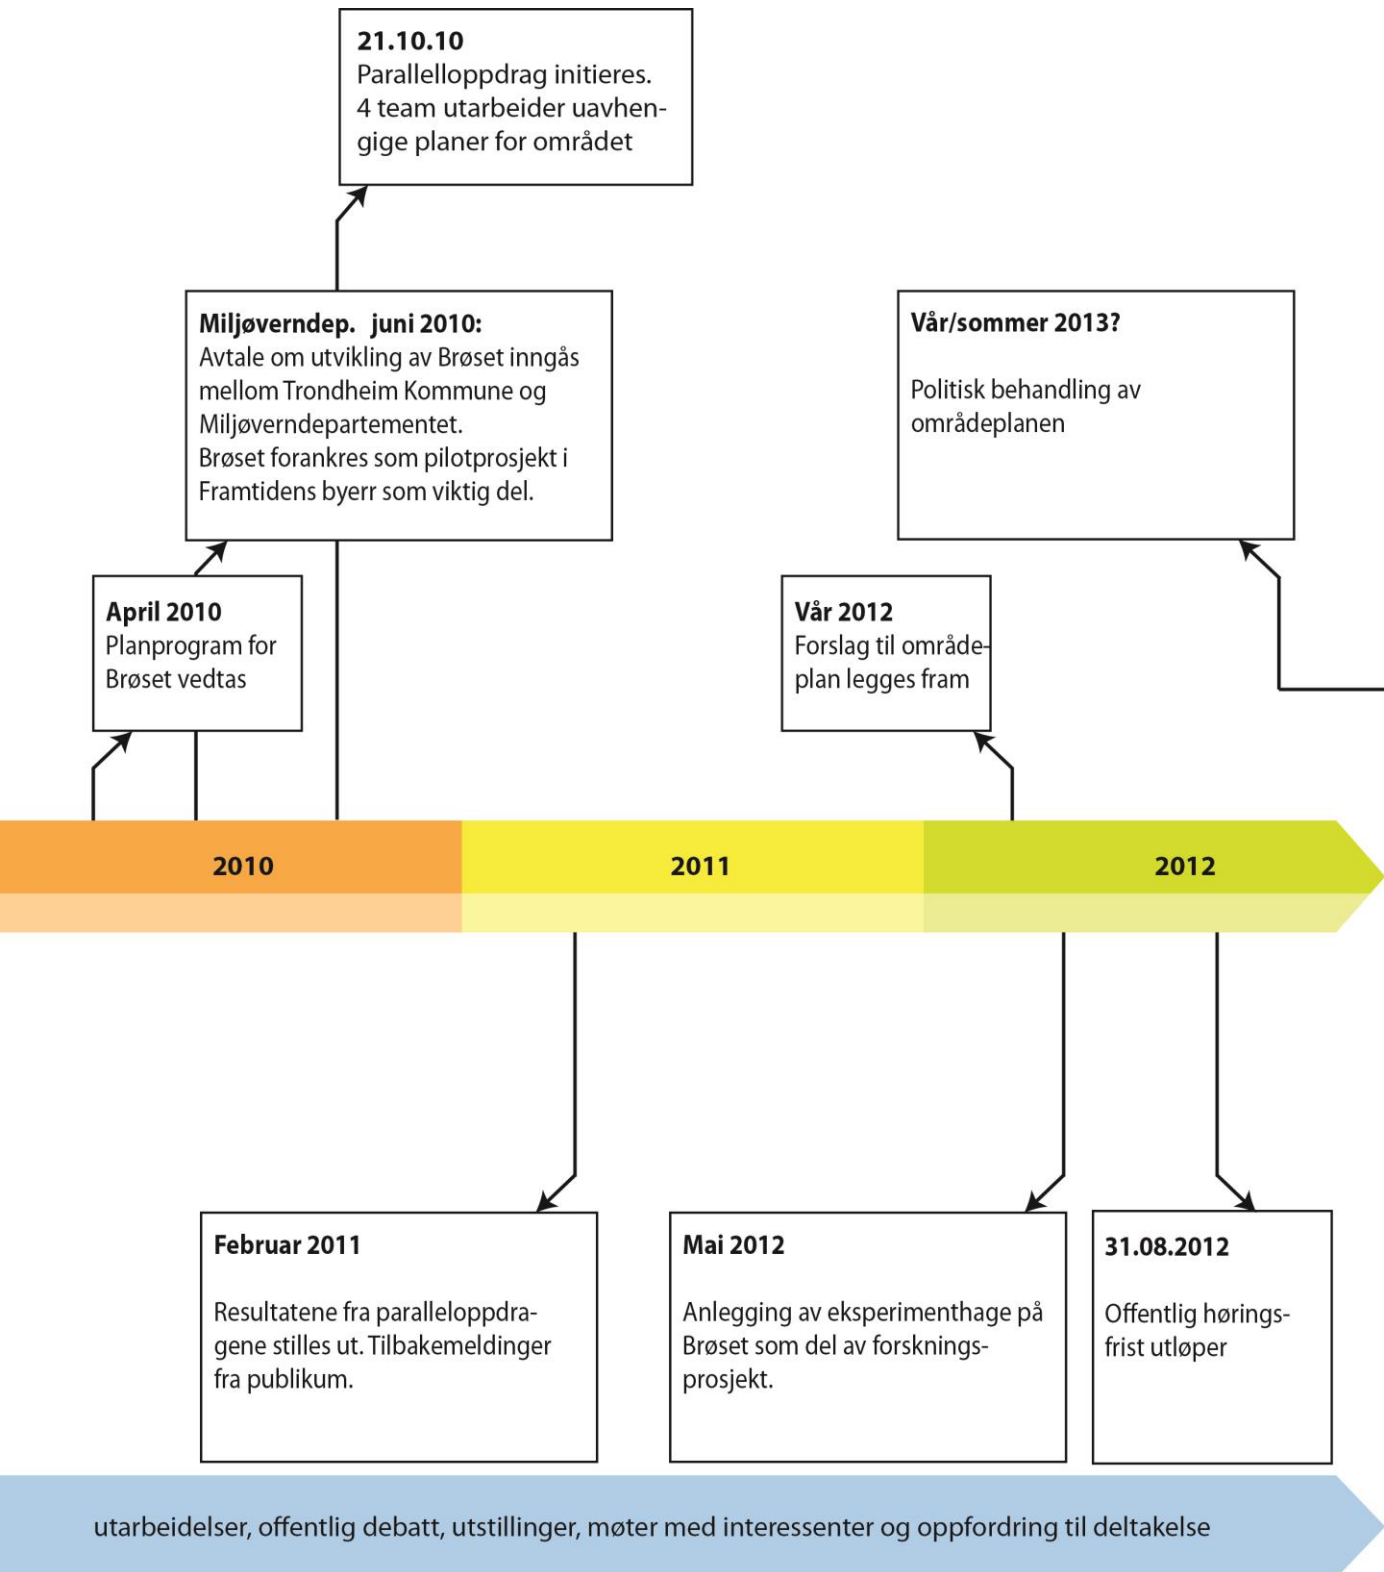 21.10.10
Parallelloppdrag initieres.
4 team utarbeider uavhen-
gige planer for området
Miljøverndep. juni 2010:
Avtale om utvikling av Brøset inngås
mellom Trondheim Kommune og
Miljøverndepartementet.
Brøset forankres som pilotprosjekt i
Framtidens byerr som viktig del.
Vår/sommer 2013?
Politisk behandling av
områdeplanen
April 2010
Planprogram for
Brøset vedtas
Vår 2012
Forslag til område-
plan legges fram
2010
2011
2012
Februar 2011
Resultatene fra paralleloppdra-
gene stilles ut. Tilbakemeldinger
fra publikum.
Mai 2012
Anlegging av eksperimenthage på
Brøset som del av forsknings-
prosjekt.
31.08.2012
Offentlig hørings-
frist utløper
utarbeidelser, offentlig debatt, utstillinger, møter med interessenter og oppfordring til deltakelse